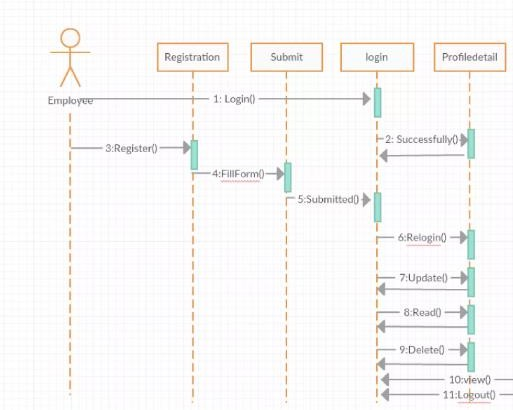 Registration
Submit
login
Profiledetail
Employee
1: Login()
2: Successfully()
3:Register()
4:FillForm()
5:Submitted()
6:Relogin()
7:Update()
8:Read()
9:Delete()
10:view()
11:Logout()